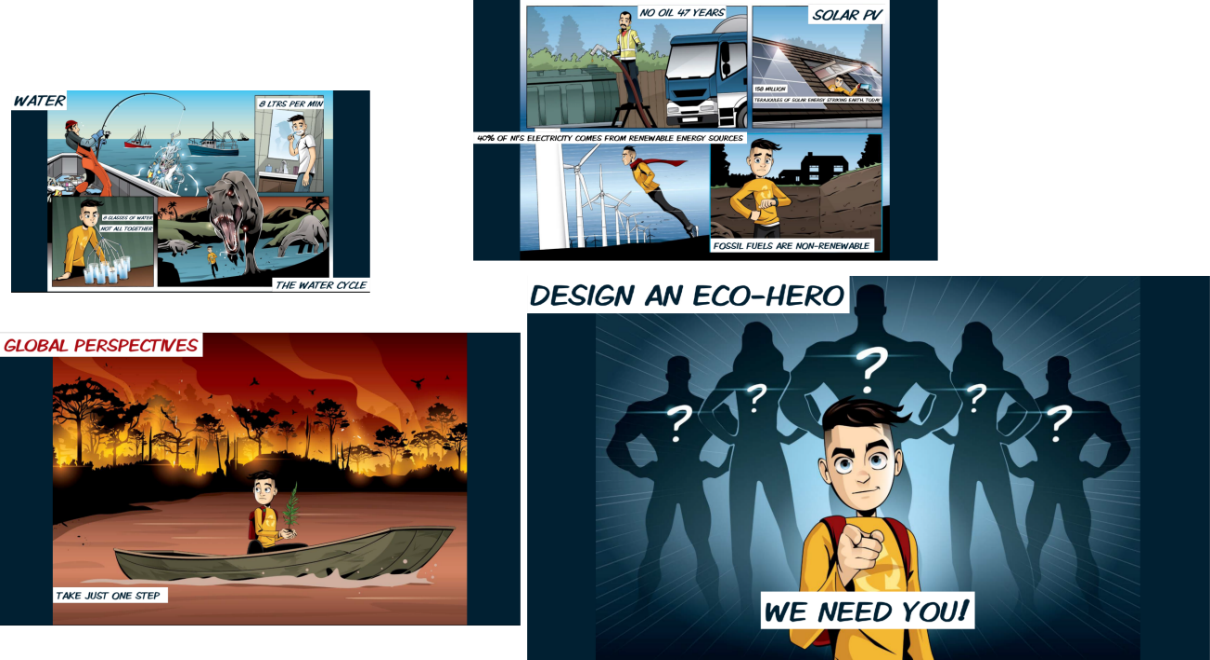 WATER
8 LTRS PER MIN
8 GLASSES OF WATER
NOT ALL TOGETHER
THE WATER CYCLE
NO OIL 47 YEARS
SOLAR PV
158 MILLION
TERAJOULES OF SOLAR ENERGY STRIKING EARTH, TODAY
40% OF NI'S ELECTRICITY COMES FROM RENEWABLE ENERGY SOURCES
FOSSIL FUELS ARE NON-RENEWABLE
GLOBAL PERSPECTIVES
TAKE JUST ONE STEP
DESIGN AN ECO-HERO
? ? ? ? ?
WE NEED YOU!